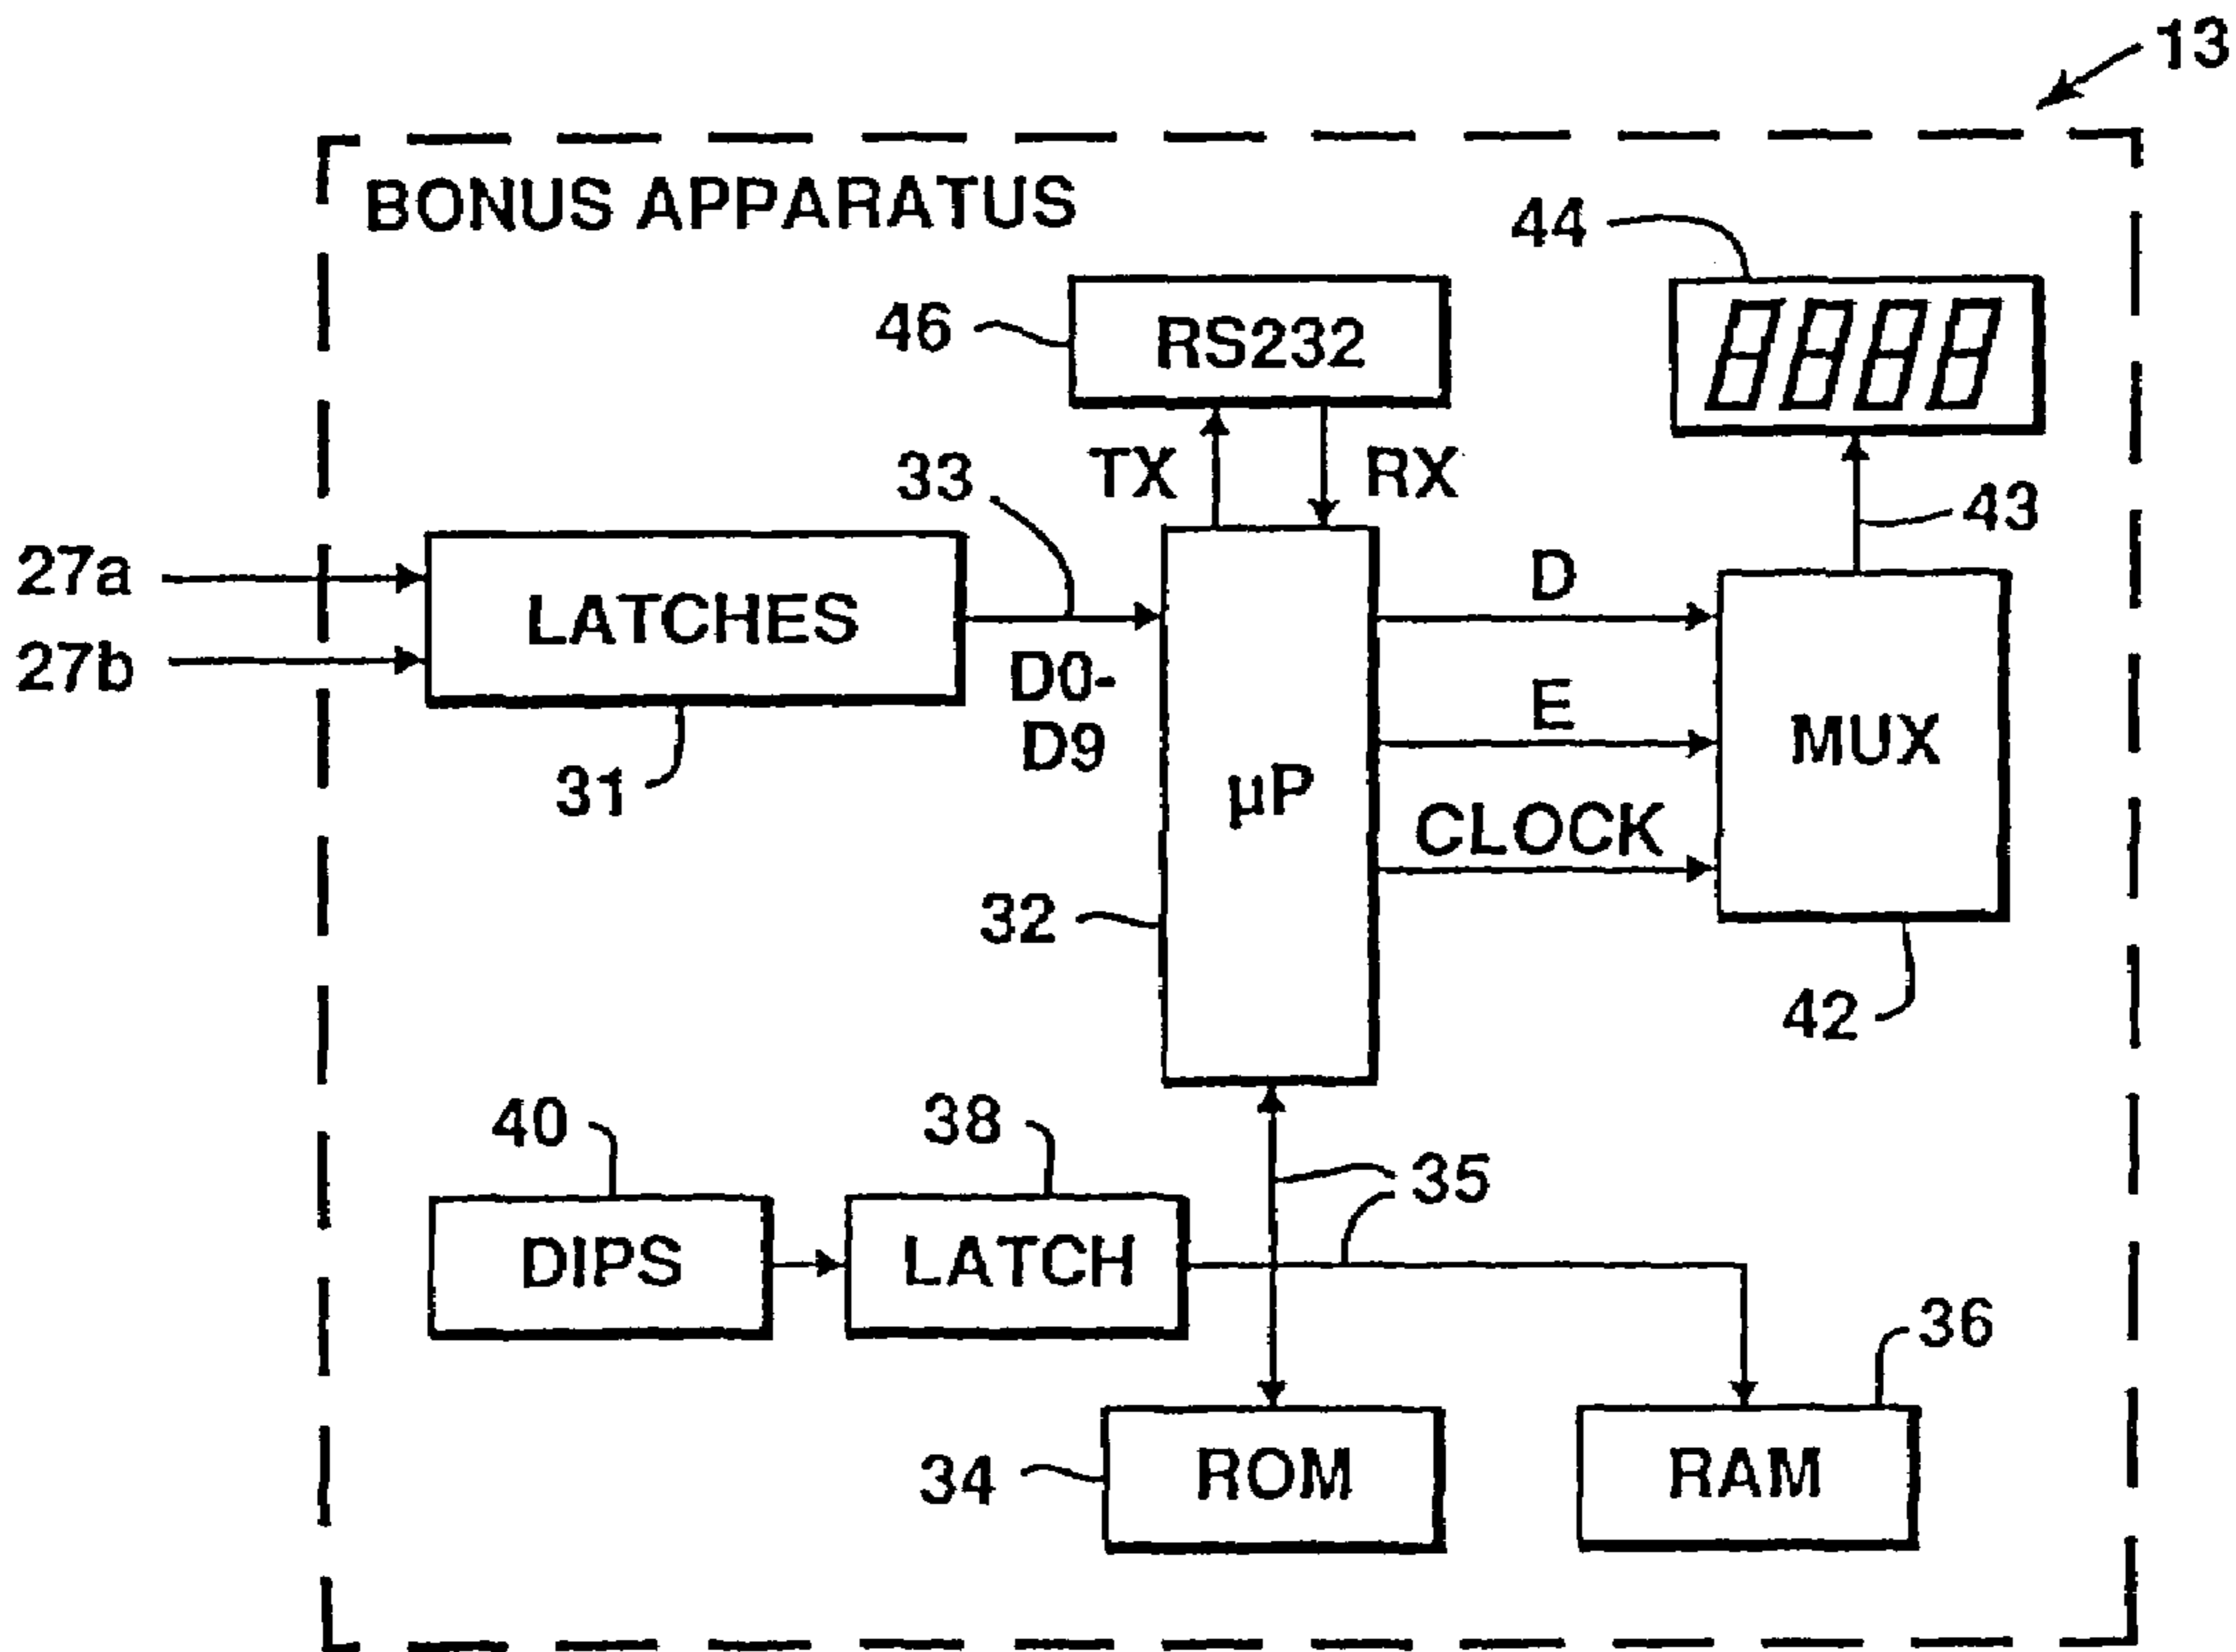 13
BONUS APPARATUS
44
8888
46
RS232
33
TX
RX
43
27a
27b
LATCHES
D0-
D9
31
µP
D
E
CLOCK
MUX
32
42
40
38
35
DIPS
LATCH
36
34
ROM
RAM